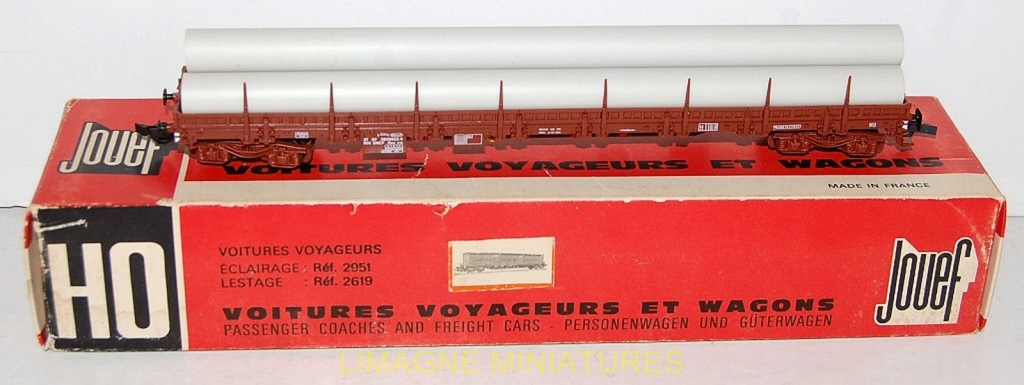 Jouef
VOITURES VOYAGEURS ET WAGONS
MADE IN FRANCE
HO
VOITURES VOYAGEURS
ÉCLAIRAGE : Réf. 2951
LESTAGE : Réf. 2619
Jouef
VOITURES VOYAGEURS ET WAGONS
PASSENGER COACHES AND FREIGHT CARS - PERSONENWAGEN UND GÜTERWAGEN
LIMAGNE MINIATURES